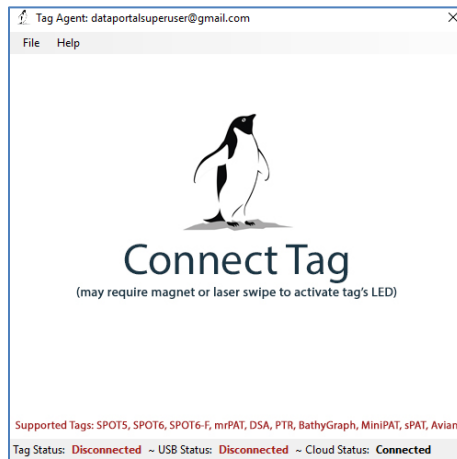 Tag Agent: dataportalsuperuser@gmail.com
File Help
Connect Tag
(may require magnet or laser swipe to activate tag's LED)
Supported Tags: SPOT5, SPOT6, SPOT6-F, mrPAT, DSA, PTR, BathyGraph, MiniPAT, sPAT, Avian
Tag Status: Disconnected ~ USB Status: Disconnected ~ Cloud Status: Connected